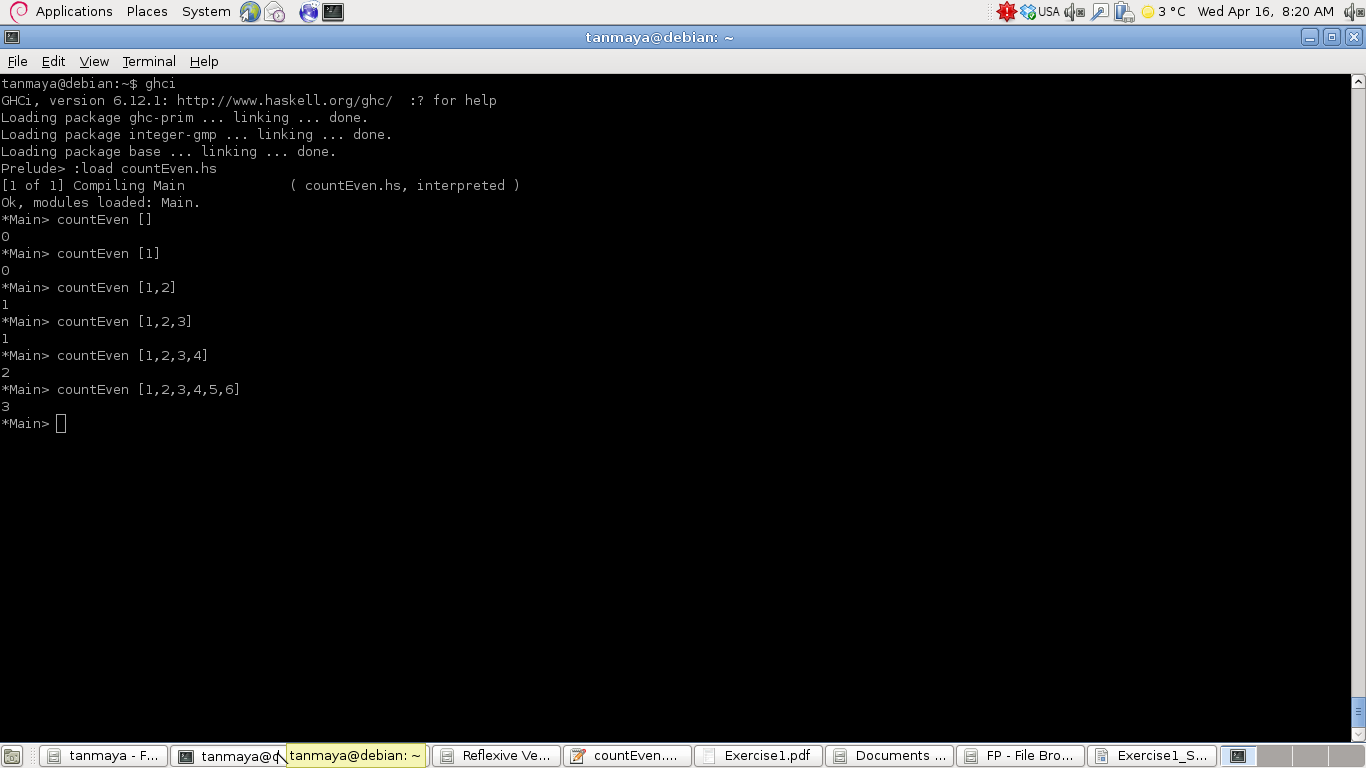 Applications Places System USA 3 °C Wed Apr 16, 8:20 AM
tanmaya@debian: ~
File Edit View Terminal Help
tanmaya@debian:~$ ghci
GHCi, version 6.12.1: http://www.haskell.org/ghc/  :? for help
Loading package ghc-prim ... linking ... done.
Loading package integer-gmp ... linking ... done.
Loading package base ... linking ... done.
Prelude> :load countEven.hs
[1 of 1] Compiling Main             ( countEven.hs, interpreted )
Ok, modules loaded: Main.
*Main> countEven []
0
*Main> countEven [1]
0
*Main> countEven [1,2]
1
*Main> countEven [1,2,3]
1
*Main> countEven [1,2,3,4]
2
*Main> countEven [1,2,3,4,5,6]
3
*Main>
tanmaya - F... tanmaya@d tanmaya@debian: ~ Reflexive Ve... countEven.... Exercise1.pdf Documents ... FP - File Bro... Exercise1_S...